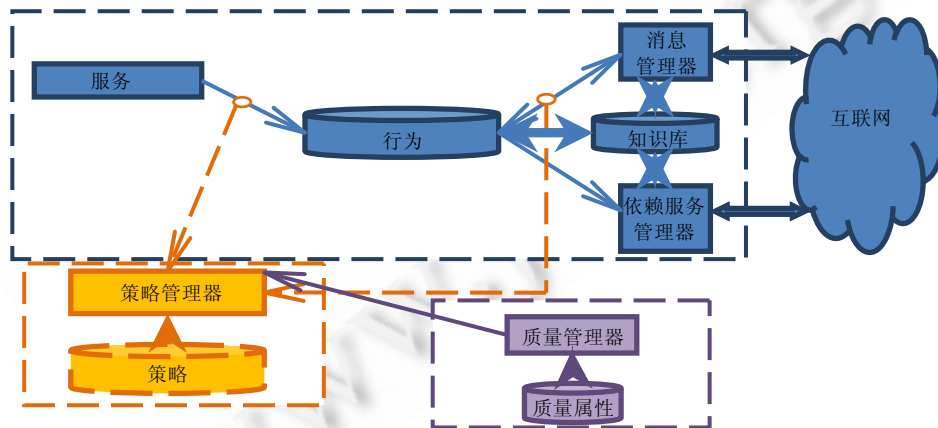 消息
管理器
服务
互联网
行为
知识库
依赖服务
管理器
策略管理器
质量管理器
策略
质量属性